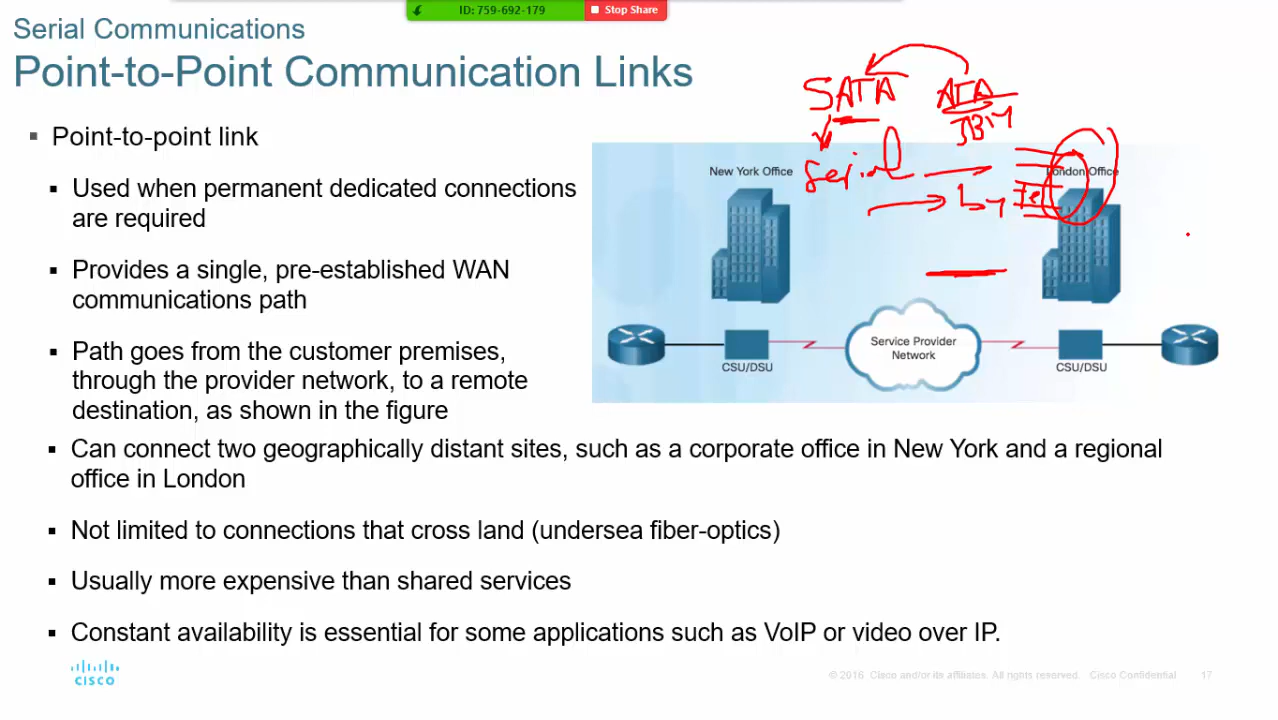 ID: 759-692-179
Stop Share
Serial Communications
Point-to-Point Communication Links
▪ Point-to-point link
▪ Used when permanent dedicated connections
are required
▪ Provides a single, pre-established WAN
communications path
▪ Path goes from the customer premises,
through the provider network, to a remote
destination, as shown in the figure
▪ Can connect two geographically distant sites, such as a corporate office in New York and a regional
office in London
▪ Not limited to connections that cross land (undersea fiber-optics)
▪ Usually more expensive than shared services
▪ Constant availability is essential for some applications such as VoIP or video over IP.
SATA
ATA
IBM
Serial
New York Office
London Office
Service Provider
Network
CSU/DSU
CSU/DSU
CISCO
© 2016 Cisco and/or its affiliates. All rights reserved. Cisco Confidential
17